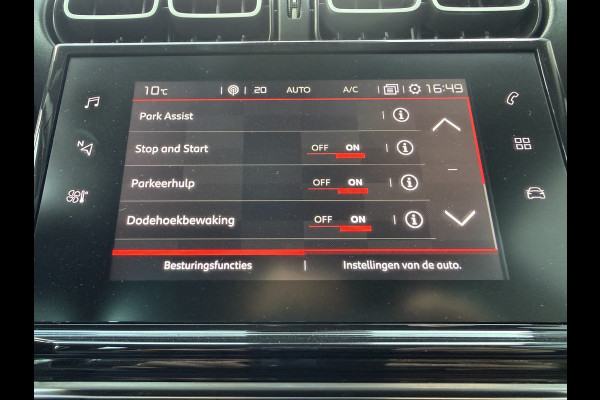 10°C 20 AUTO A/C 16:49
Park Assist
Stop and Start OFF ON
Parkeerhulp OFF ON
Dodehoekbewaking OFF ON
Besturingsfuncties Instellingen van de auto.
N